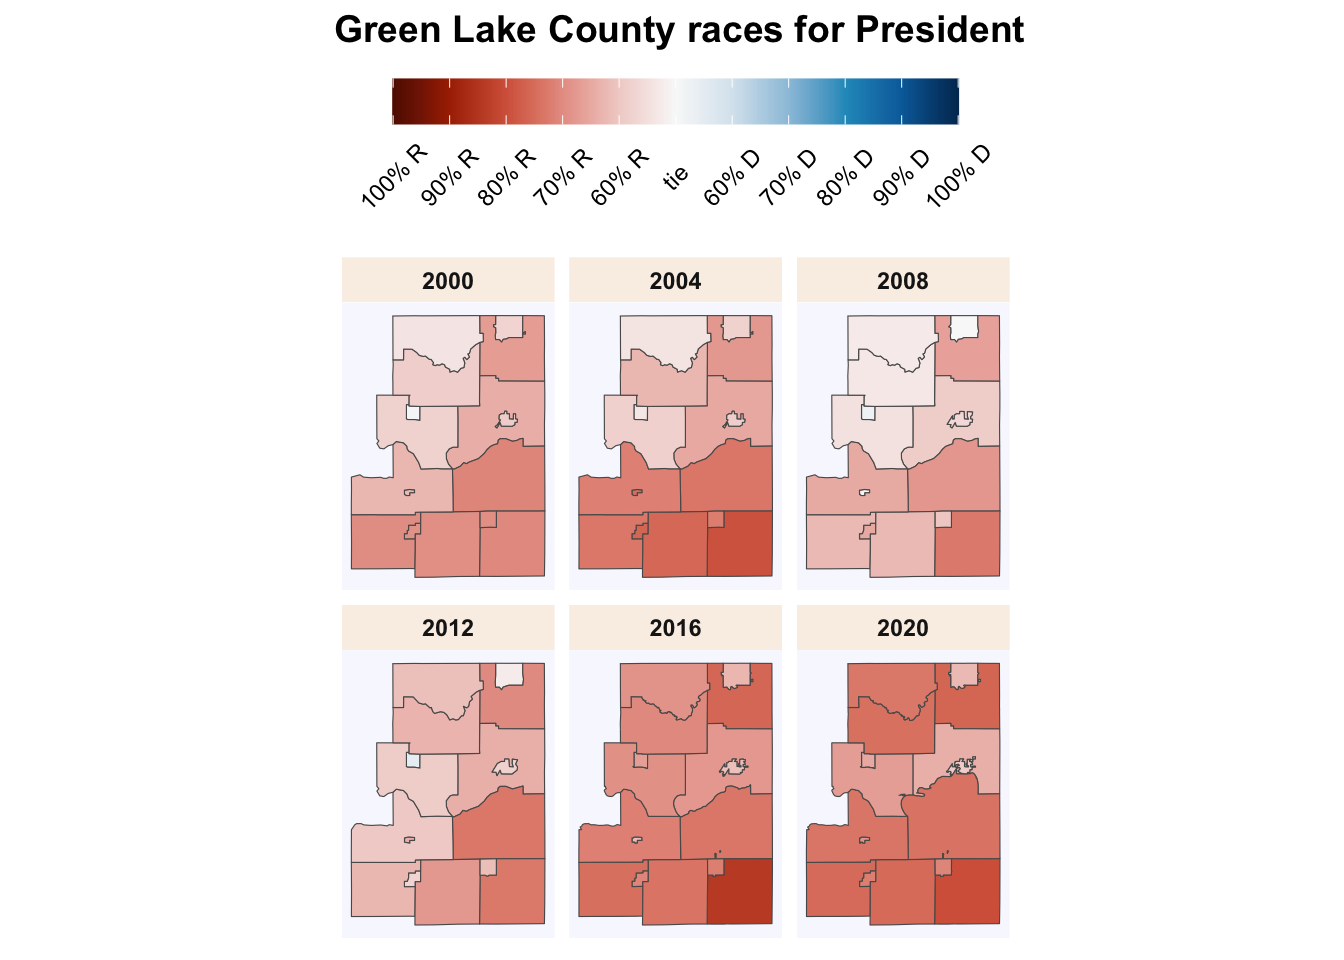 Green Lake County races for President
100% R
90% R
80% R
70% R
60% R
tie
60% D
70% D
80% D
90% D
100% D
2000
2004
2008
2012
2016
2020